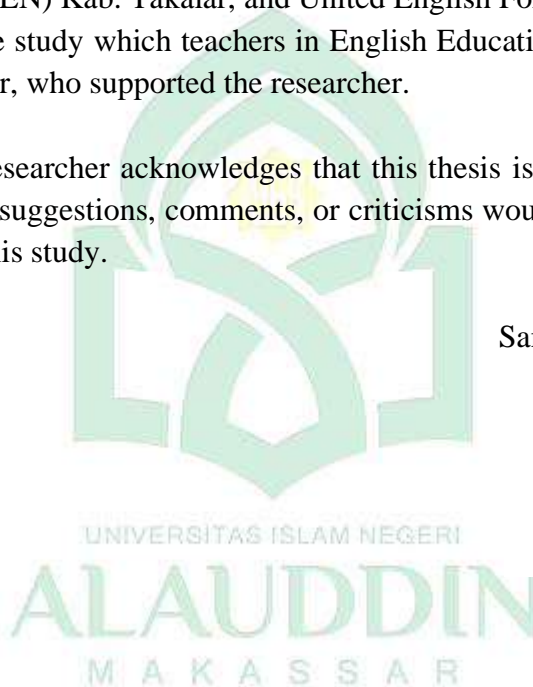 EN) Kab. Takalar, and United English Fo
e study which teachers in English Educati
r, who supported the researcher.
esearcher acknowledges that this thesis is
suggestions, comments, or criticisms wou
his study.
Sa
UNIVERSITAS ISLAM NEGERI
ALAUDDIN
MAKASSAR